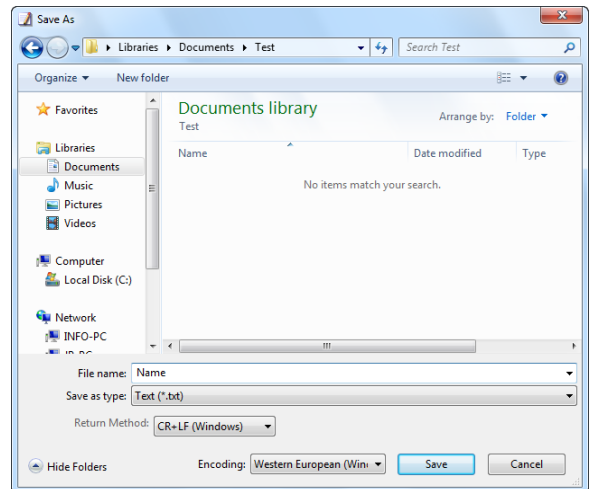 Save As
Libraries Documents Test Search Test
Organize New folder
Favorites
Libraries
Documents
Music
Pictures
Videos
Computer
Local Disk (C:)
Network
INFO-PC
Documents library
Test
Arrange by: Folder
Name Date modified Type
No items match your search.
File name: Name
Save as type: Text (*.txt)
Return Method: CR+LF (Windows)
Hide Folders Encoding: Western European (Win Save Cancel